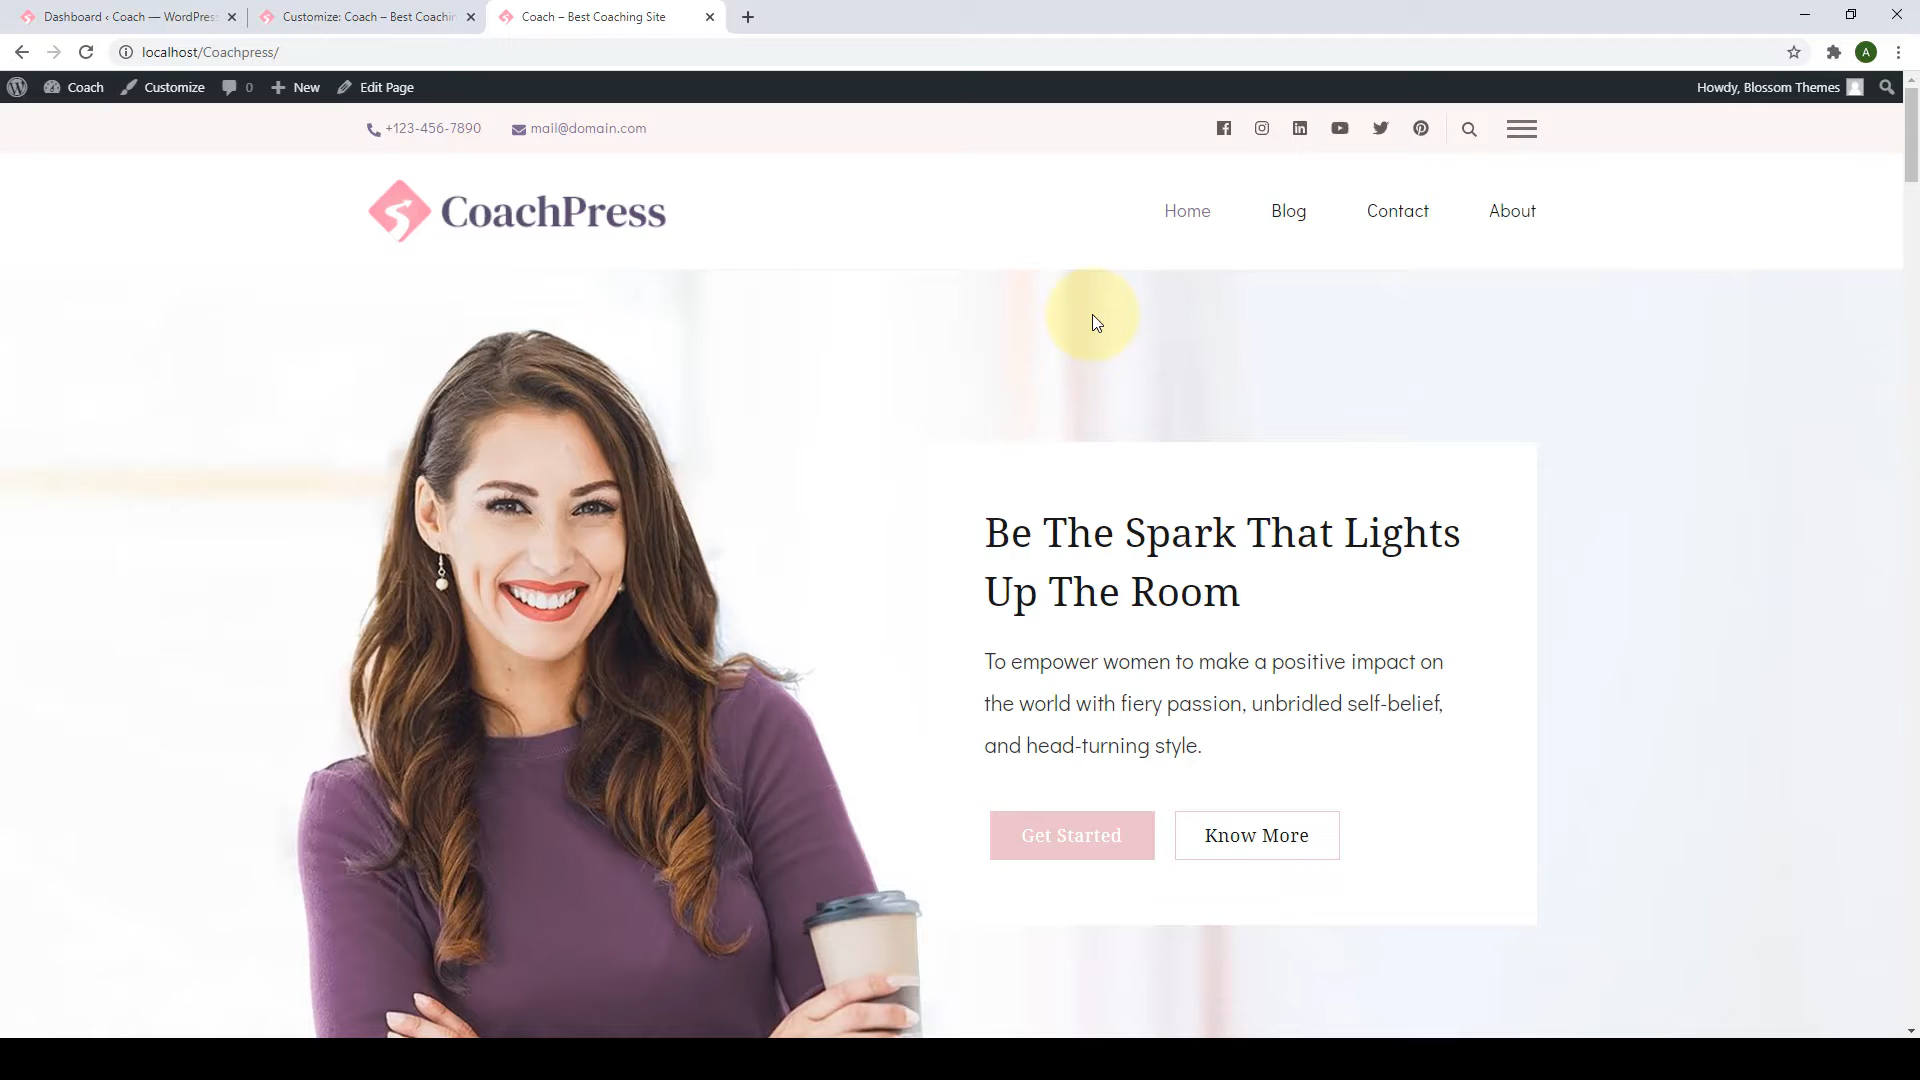 Dashboard ‹ Coach — WordPress
Customize: Coach – Best Coachin
Coach – Best Coaching Site
localhost/Coachpress/
A
Coach
Customize
0
New
Edit Page
Howdy, Blossom Themes
+123-456-7890
mail@domain.com
CoachPress
Home
Blog
Contact
About
Be The Spark That Lights
Up The Room
To empower women to make a positive impact on
the world with fiery passion, unbridled self-belief,
and head-turning style.
Get Started
Know More